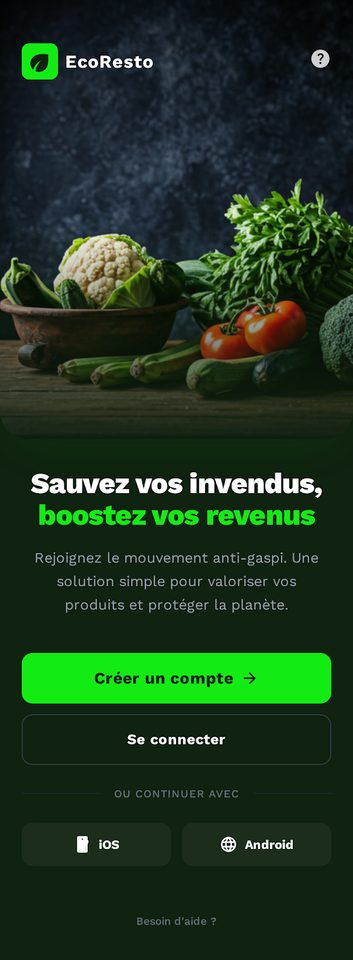 EcoResto
?
Sauvez vos invendus,
boostez vos revenus
Rejoignez le mouvement anti-gaspi. Une
solution simple pour valoriser vos
produits et protéger la planète.
Créer un compte →
Se connecter
OU CONTINUER AVEC
iOS
Android
Besoin d'aide ?